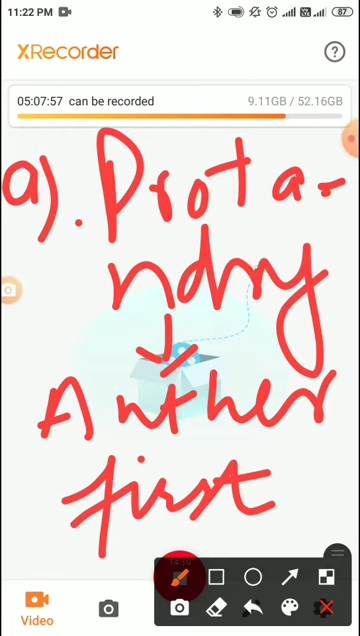 11:22 PM 87
XRecorder
05:07:57 can be recorded 9.11GB / 52.16GB
a). Prota-
ndry
Anther
first
Video